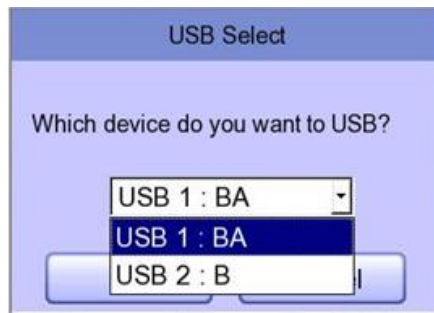 USB Select
Which device do you want to USB?
USB 1 : BA
USB 1 : BA
USB 2 : B